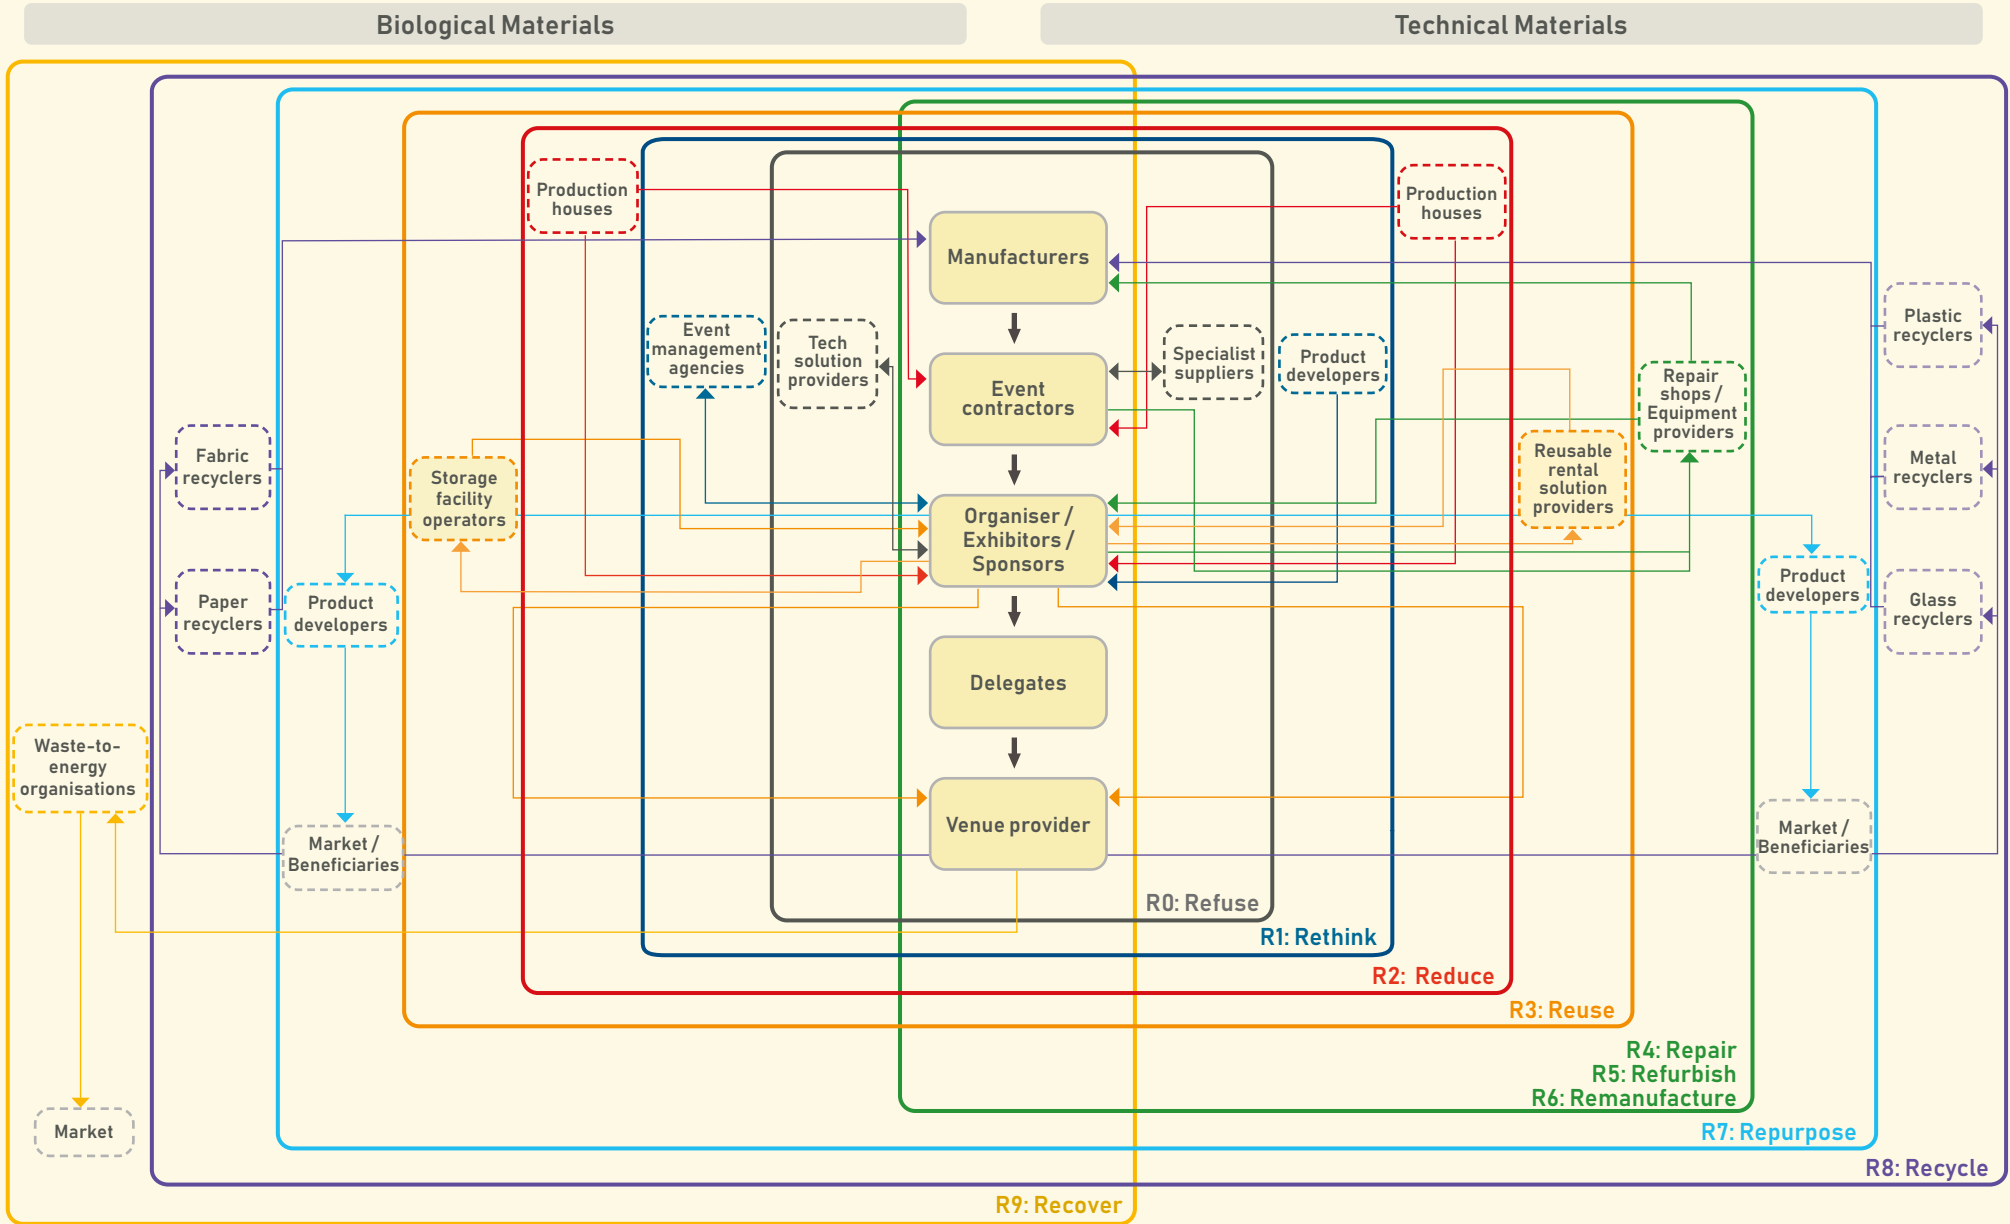 Biological Materials
Technical Materials
Production
houses
Production
houses
Manufacturers
Event
management
agencies
Tech
solution
providers
Event
contractors
Specialist
suppliers
Product
developers
Plastic
recyclers
Repair
shops /
Equipment
providers
Fabric
recyclers
Storage
facility
operators
Organiser /
Exhibitors /
Sponsors
Reusable
rental
solution
providers
Metal
recyclers
Paper
recyclers
Product
developers
Product
developers
Glass
recyclers
Delegates
Waste-to-
energy
organisations
Market /
Beneficiaries
Venue provider
Market /
Beneficiaries
R0: Refuse
R1: Rethink
R2: Reduce
R3: Reuse
R4: Repair
R5: Refurbish
R6: Remanufacture
Market
R7: Repurpose
R8: Recycle
R9: Recover